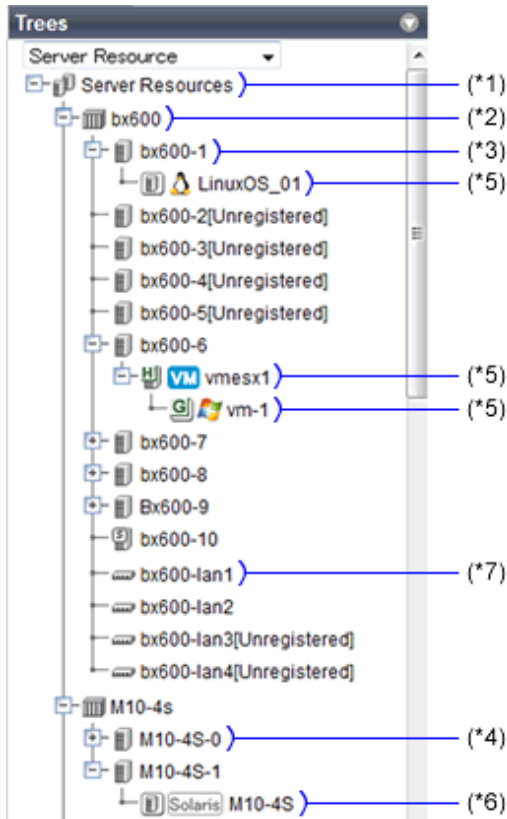 Trees
Server Resource
Server Resources (*1)
bx600 (*2)
bx600-1 (*3)
LinuxOS_01 (*5)
bx600-2[Unregistered]
bx600-3[Unregistered]
bx600-4[Unregistered]
bx600-5[Unregistered]
bx600-6
H VM vmesx1 (*5)
G vm-1 (*5)
bx600-7
bx600-8
Bx600-9
S bx600-10
bx600-lan1 (*7)
bx600-lan2
bx600-lan3[Unregistered]
bx600-lan4[Unregistered]
M10-4s
M10-4S-0 (*4)
M10-4S-1
Solaris M10-4S (*6)